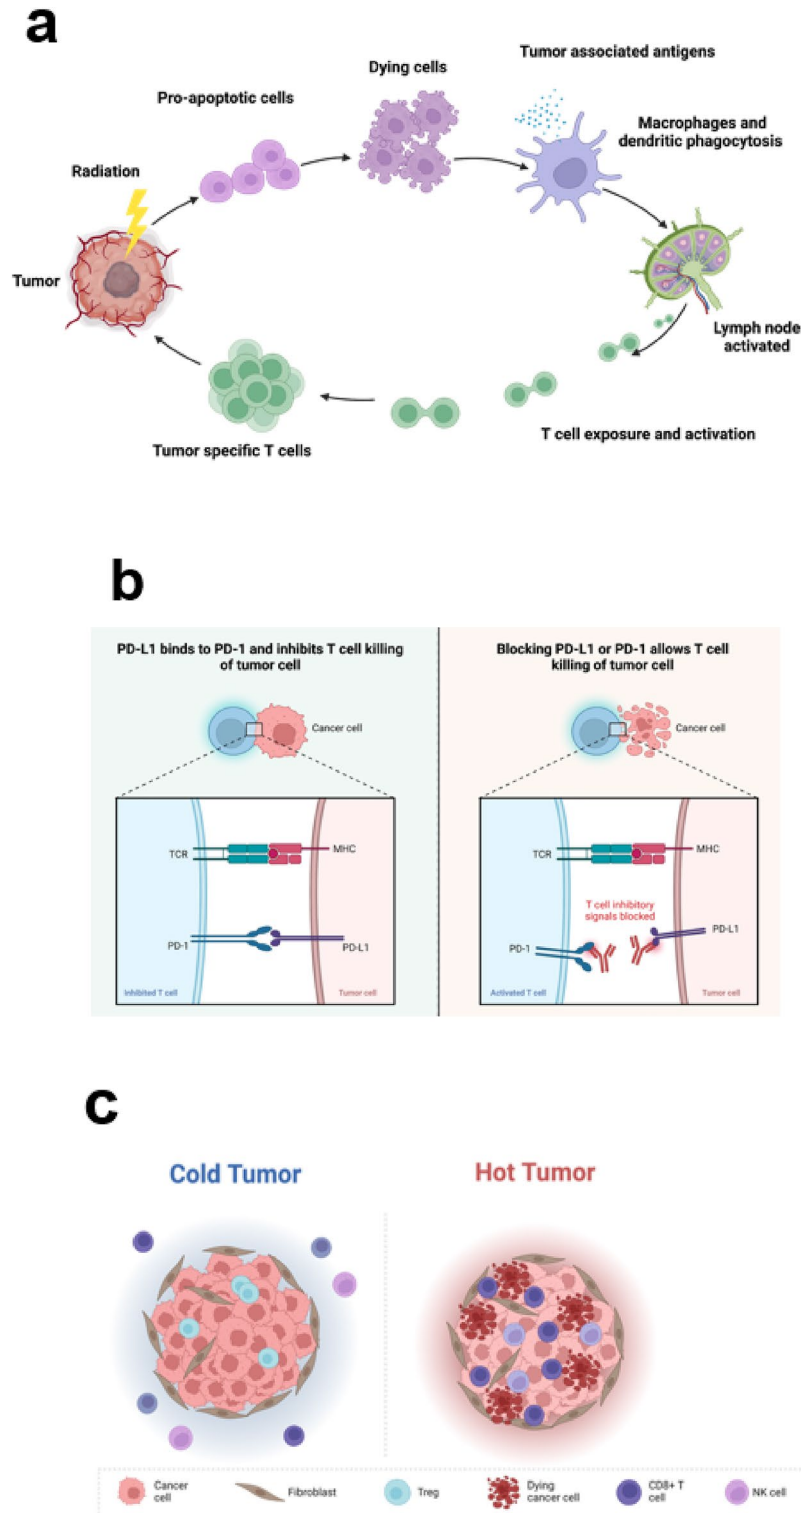 a
Tumor associated antigens
Dying cells
Pro-apoptotic cells
Macrophages and
dendritic phagocytosis
Radiation
Tumor
Lymph node
activated
T cell exposure and activation
Tumor specific T cells
b
PD-L1 binds to PD-1 and inhibits T cell killing
of tumor cell
Cancer cell
TCR
MHC
PD-1
PD-L1
Inhibited T cell
Tumor cell
Blocking PD-L1 or PD-1 allows T cell
killing of tumor cell
Cancer cell
TCR
MHC
T cell inhibitory
signals blocked
PD-1
PD-L1
Activated T cell
Tumor cell
c
Cold Tumor
Hot Tumor
Cancer
cell
Fibroblast
Treg
Dying
cancer cell
CD8+ T
cell
NK cell